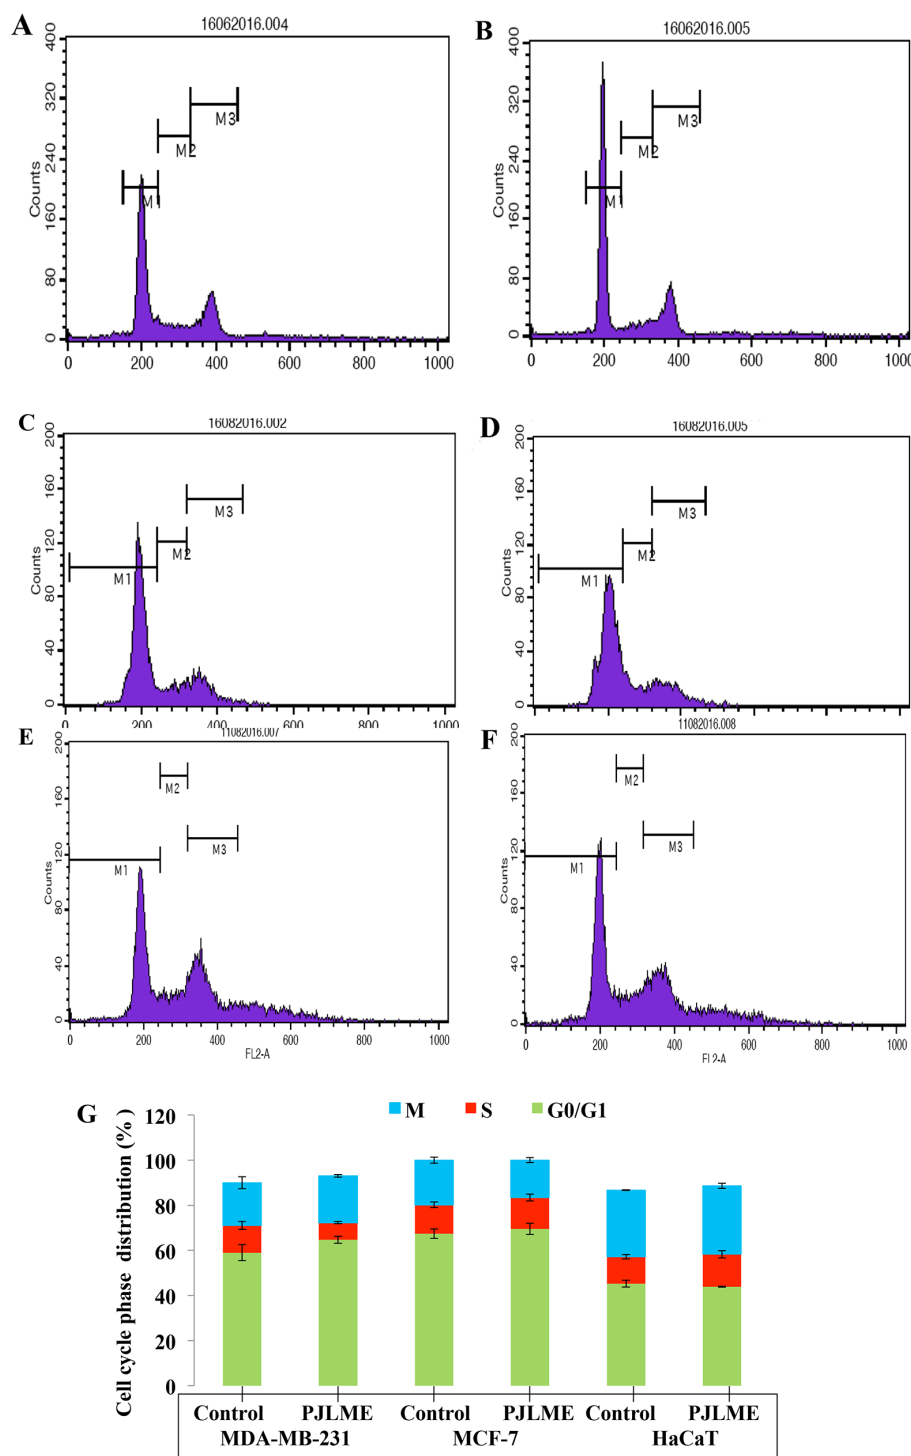 A
16062016.004
Counts
400
320
240
160
80
0
M1
M2
M3
0 200 400 600 800 1000
B
16062016.005
Counts
400
320
240
160
80
0
M1
M2
M3
0 200 400 600 800 1000
C
16082016.002
Counts
200
160
120
80
40
0
M1
M2
M3
0 200 400 600 800 1000
D
16082016.005
Counts
200
160
120
80
40
0
M1
M2
M3
E
11082016.007
Counts
200
160
120
80
40
0
M1
M2
M3
0 200 400 600 800 1000
FL2-A
F
11082016.008
Counts
200
160
120
80
40
0
M1
M2
M3
0 200 400 600 800 1000
FL2-A
G
M S G0/G1
Cell cycle phase distribution (%)
120
100
80
60
40
20
0
Control PJLME Control PJLME Control PJLME
MDA-MB-231 MCF-7 HaCaT